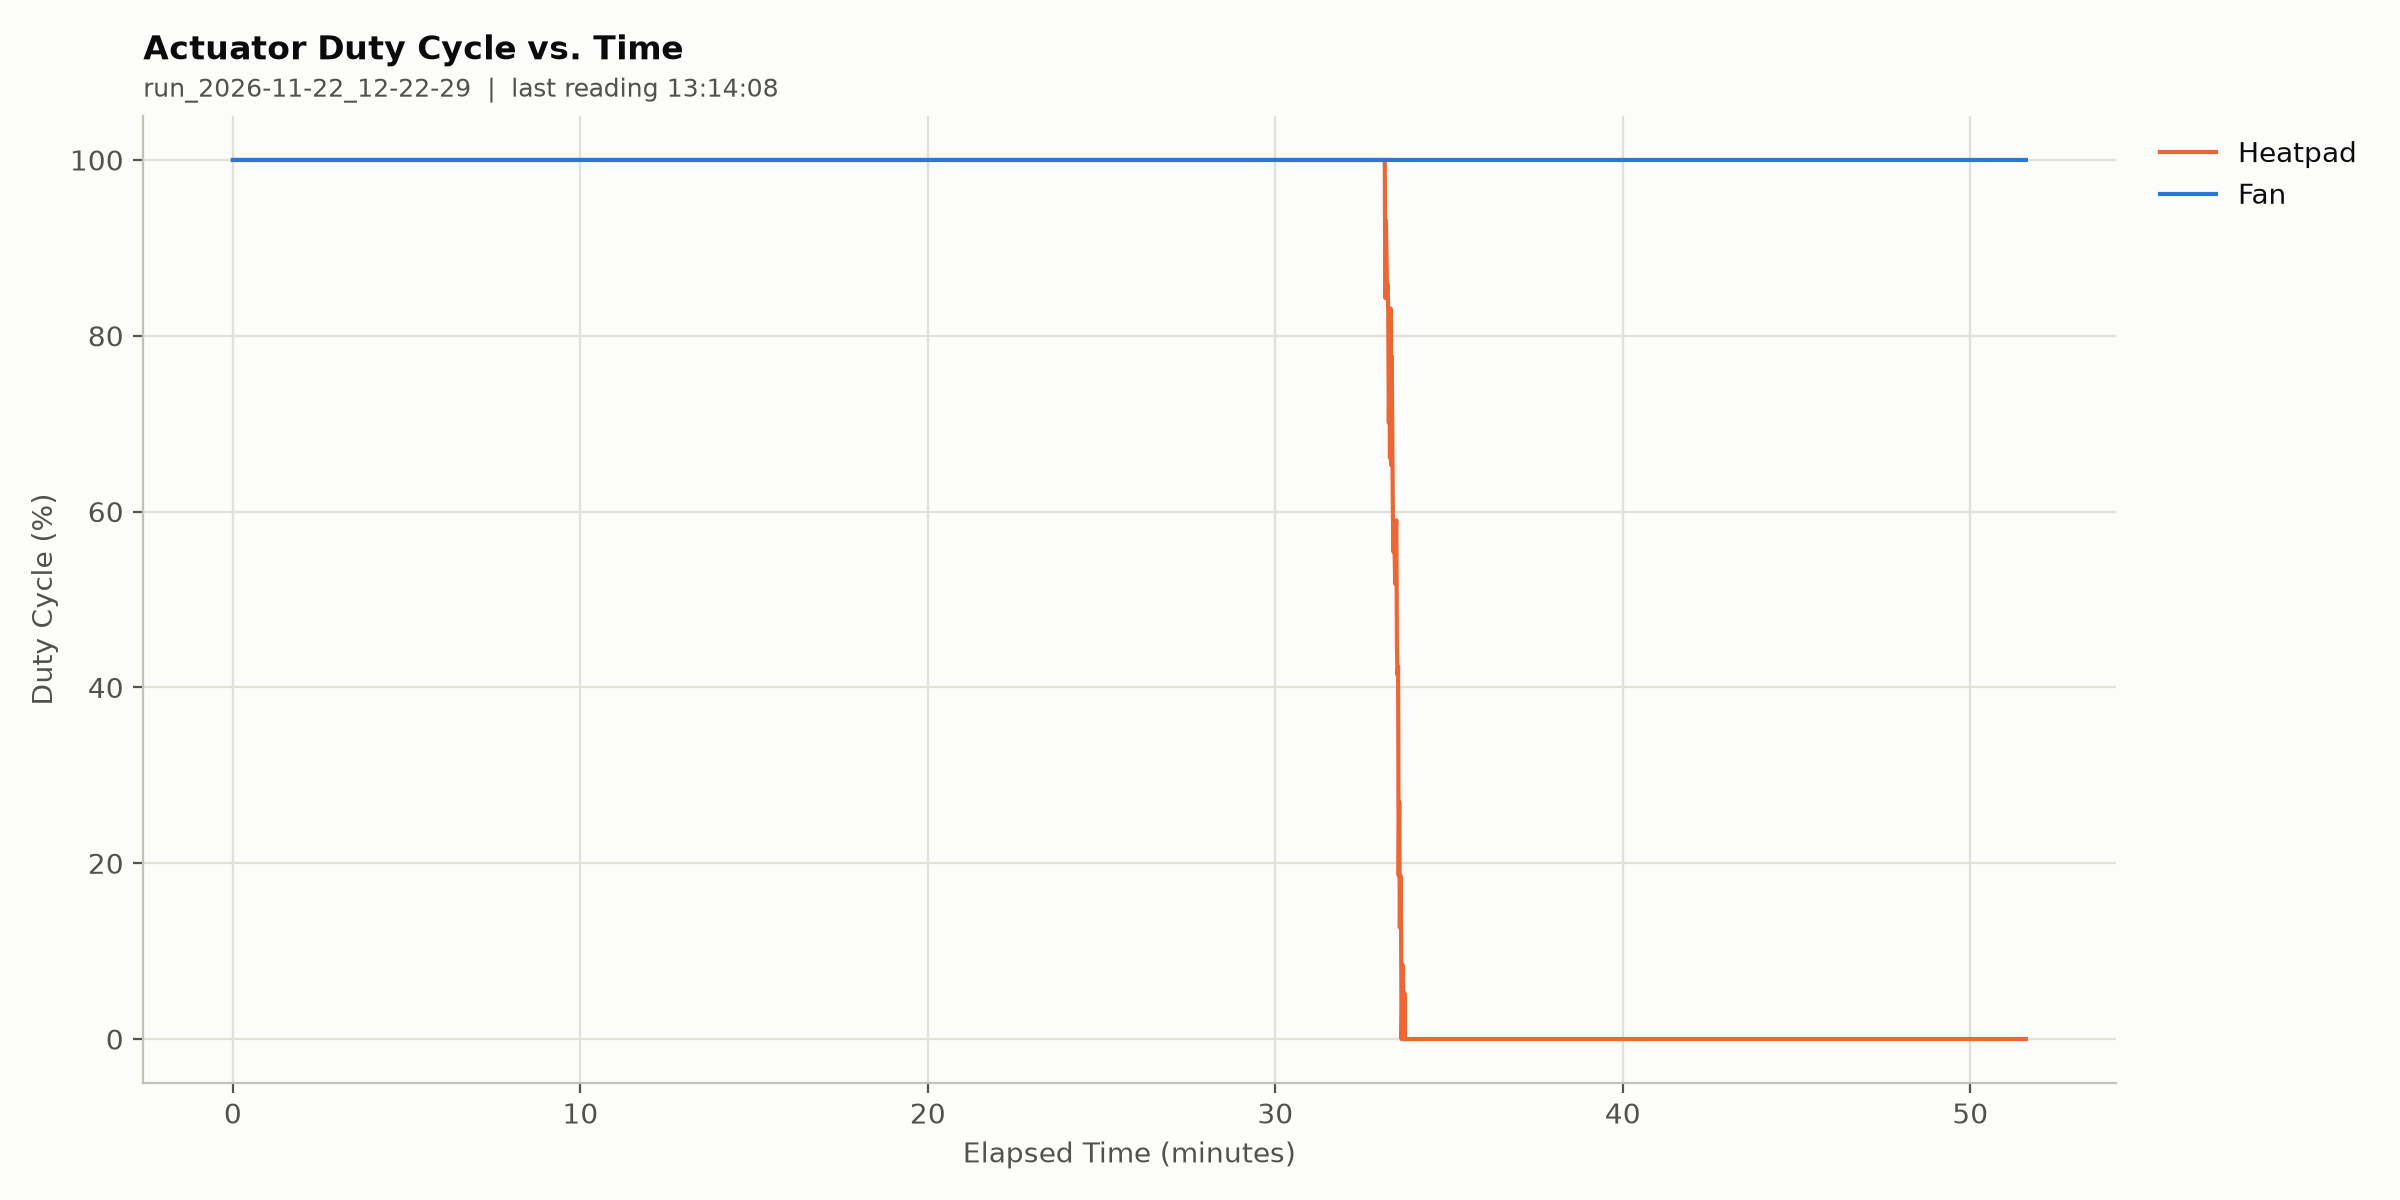 Actuator Duty Cycle vs. Time
run_2026-11-22_12-22-29 | last reading 13:14:08
Heatpad
Fan
Duty Cycle (%)
100
80
60
40
20
0
0 10 20 30 40 50
Elapsed Time (minutes)